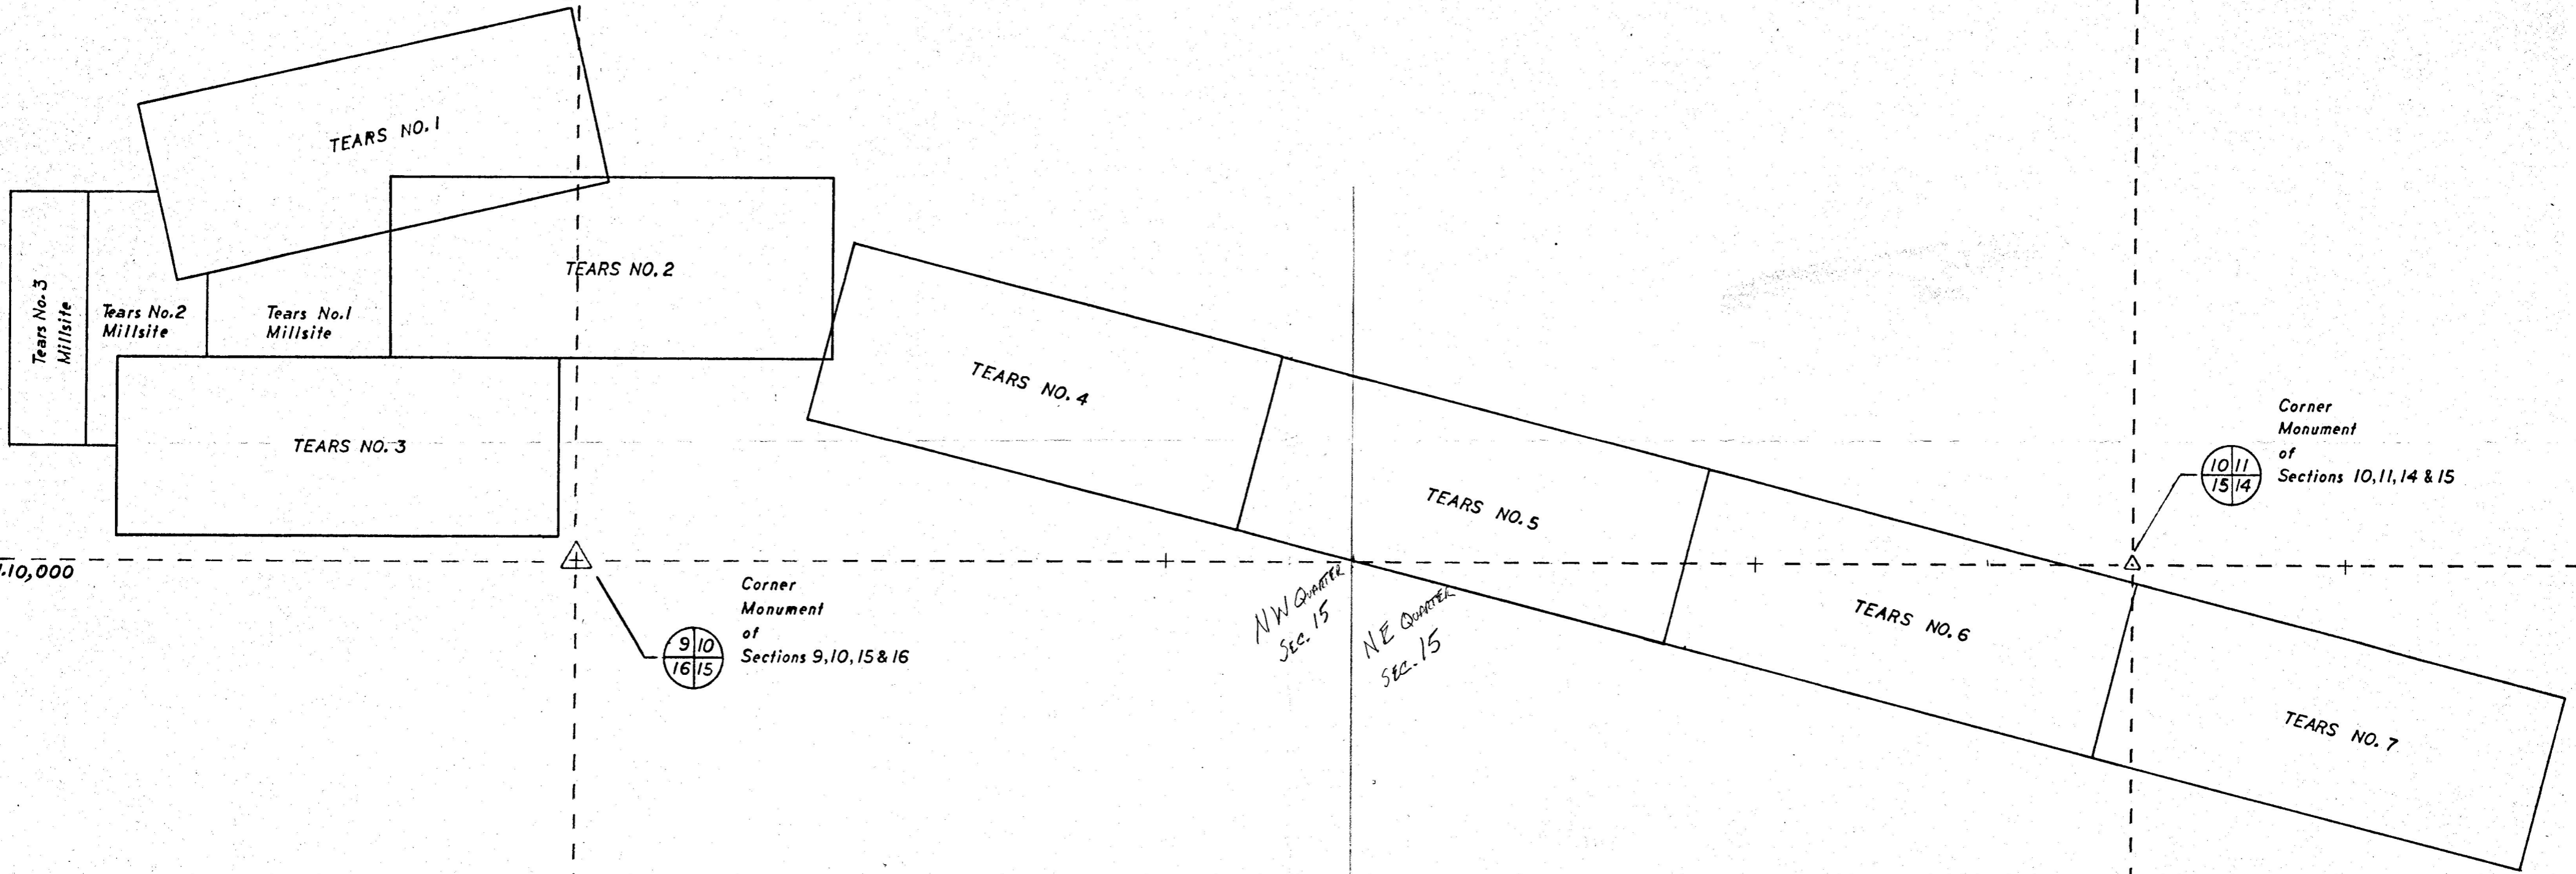 TEARS NO. 1
TEARS NO. 2
Tears No. 3
Millsite
Tears No. 2
Millsite
Tears No. 1
Millsite
TEARS NO. 3
TEARS NO. 4
TEARS NO. 5
TEARS NO. 6
TEARS NO. 7
10,000
Corner
Monument
of
Sections 9, 10, 15 & 16
9 10
16 15
NW QUARTER
SEC. 15
NE QUARTER
SEC. 15
Corner
Monument
of
Sections 10, 11, 14 & 15
10 11
15 14